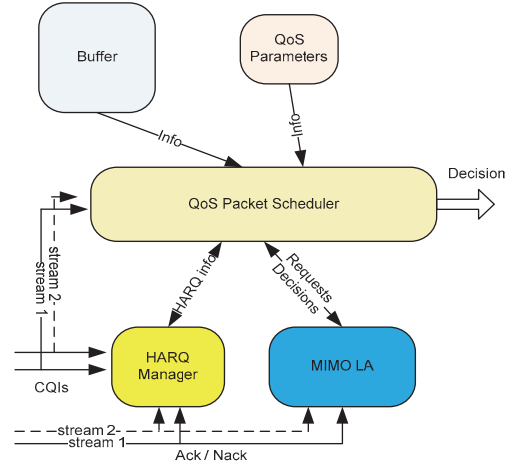 Buffer
QoS
Parameters
Info
Info
QoS Packet Scheduler
Decision
stream 2
stream 1
HARQ info
Requests
Decisions
HARQ
Manager
MIMO LA
CQIs
stream 2
stream 1
Ack / Nack